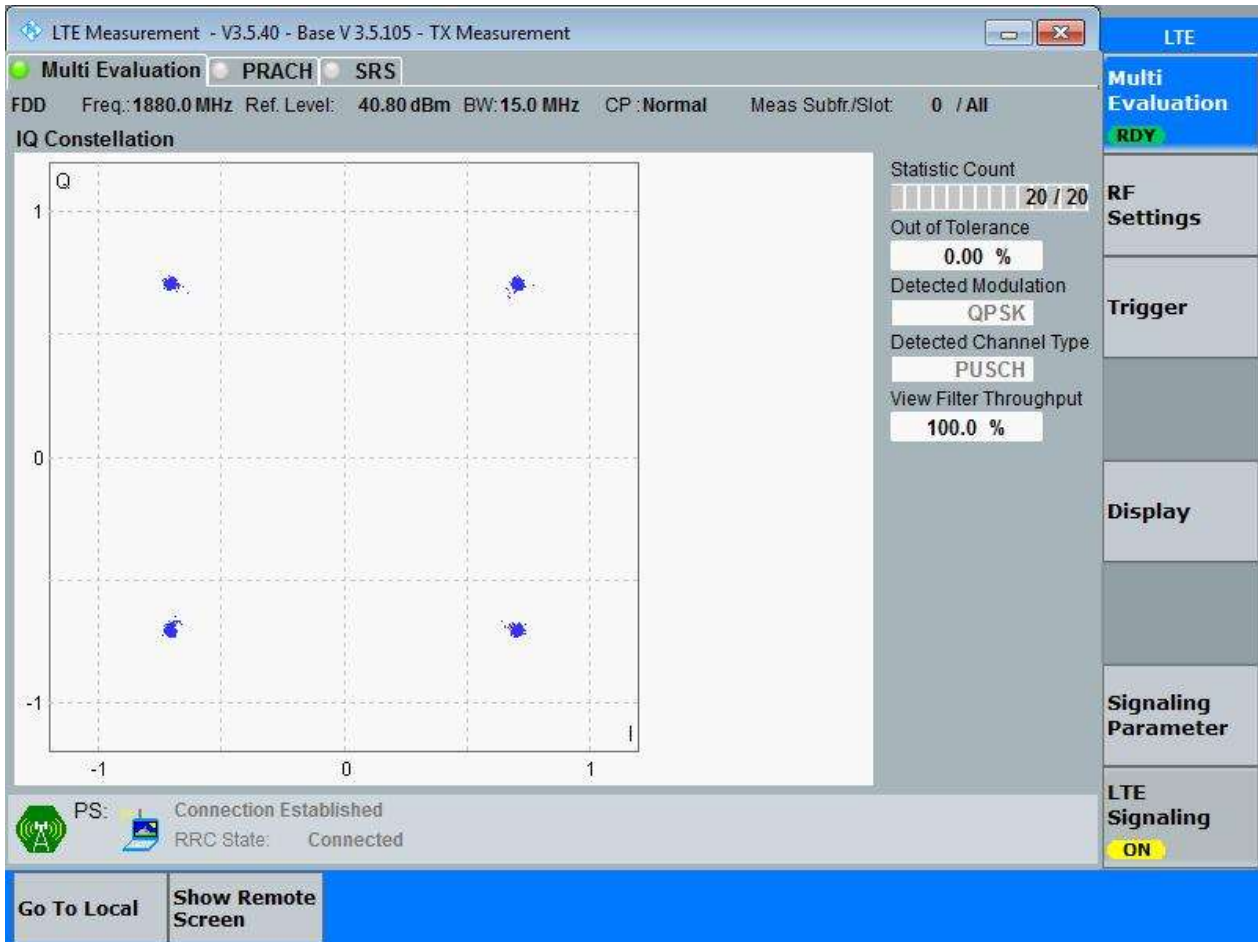 LTE Measurement - V3.5.40 - Base V 3.5.105 - TX Measurement
LTE
Multi Evaluation PRACH SRS
Multi
Evaluation
RDY
FDD Freq.: 1880.0 MHz Ref. Level: 40.80 dBm BW: 15.0 MHz CP : Normal Meas Subfr./Slot: 0 / All
IQ Constellation
Q
1
0
-1
I
-1 0 1
Statistic Count
20 / 20
Out of Tolerance
0.00 %
Detected Modulation
QPSK
Detected Channel Type
PUSCH
View Filter Throughput
100.0 %
RF
Settings
Trigger
Display
Signaling
Parameter
LTE
Signaling
ON
PS: Connection Established
RRC State: Connected
Go To Local
Show Remote
Screen